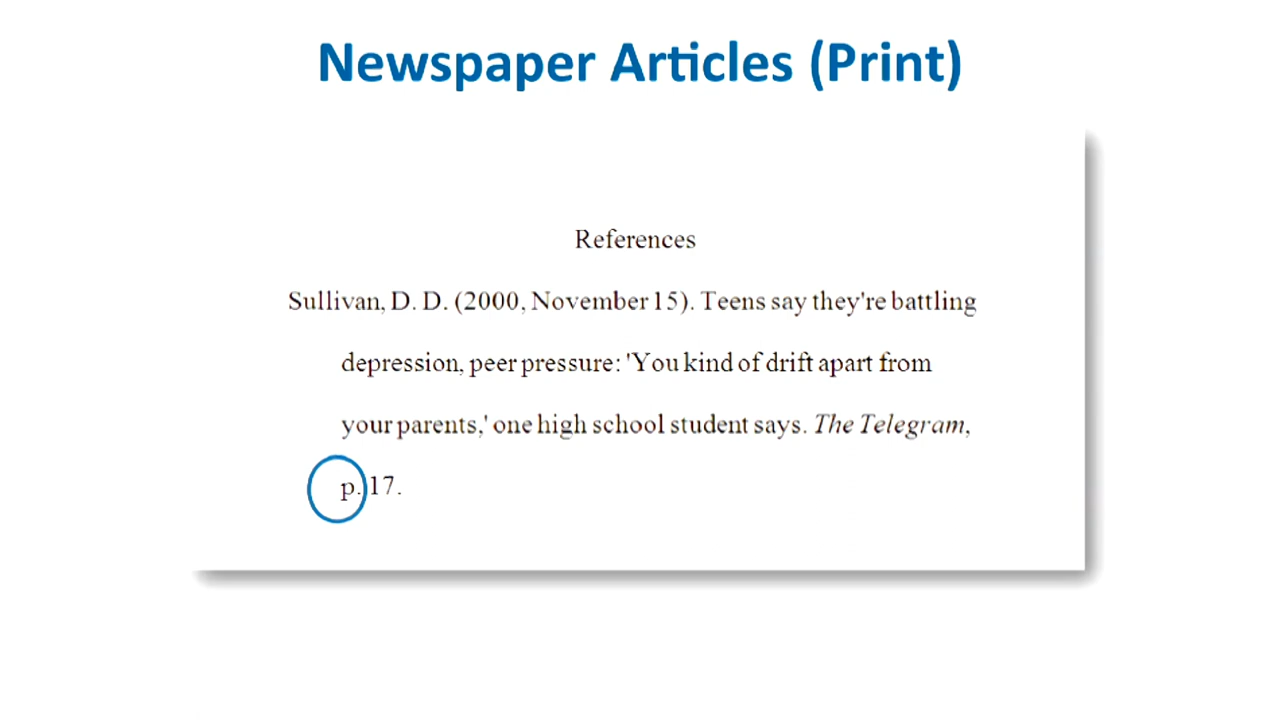 Newspaper Articles (Print)
References
Sullivan, D. D. (2000, November 15). Teens say they're battling
depression, peer pressure: 'You kind of drift apart from
your parents,' one high school student says. The Telegram,
p. 17.